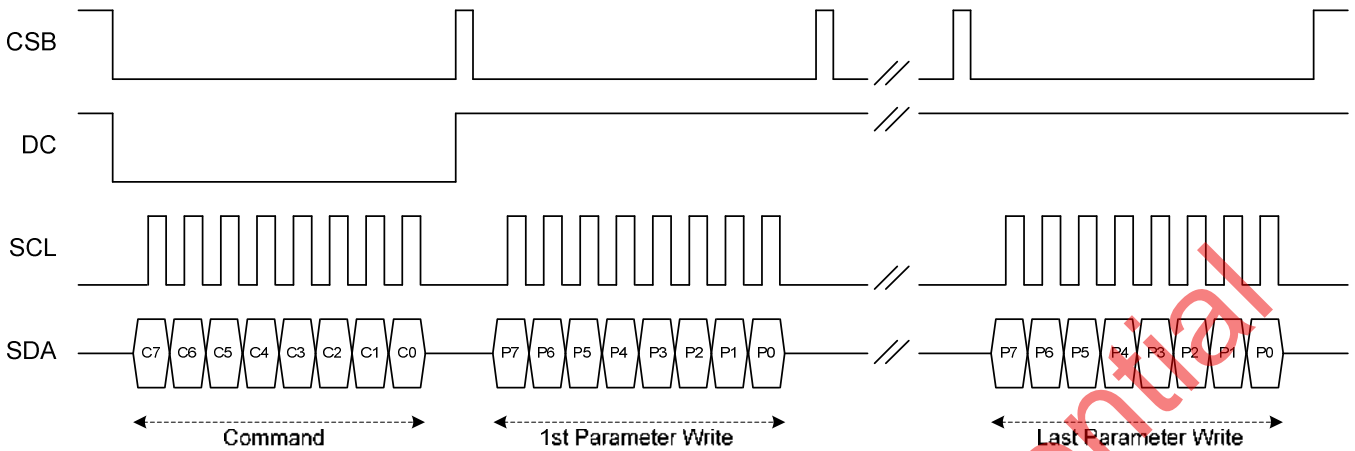 CSB
DC
SCL
SDA
C7 C6 C5 C4 C3 C2 C1 C0 P7 P6 P5 P4 P3 P2 P1 P0 P7 P6 P5 P4 P3 P2 P1 P0
Command 1st Parameter Write Last Parameter Write
ential